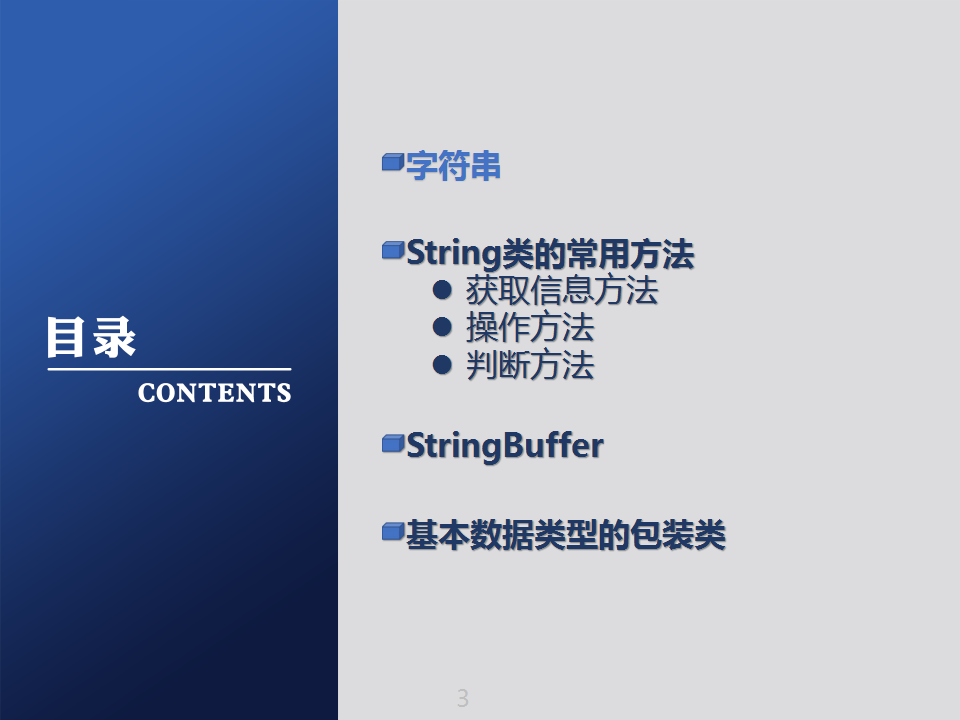 目录
CONTENTS
字符串
String类的常用方法
获取信息方法
操作方法
判断方法
StringBuffer
基本数据类型的包装类
3